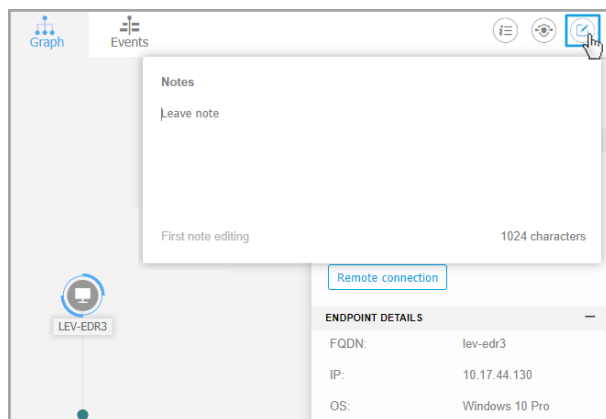 Graph
Events
Notes
Leave note
First note editing
1024 characters
Remote connection
LEV-EDR3
ENDPOINT DETAILS
FQDN:
lev-edr3
IP:
10.17.44.130
OS:
Windows 10 Pro